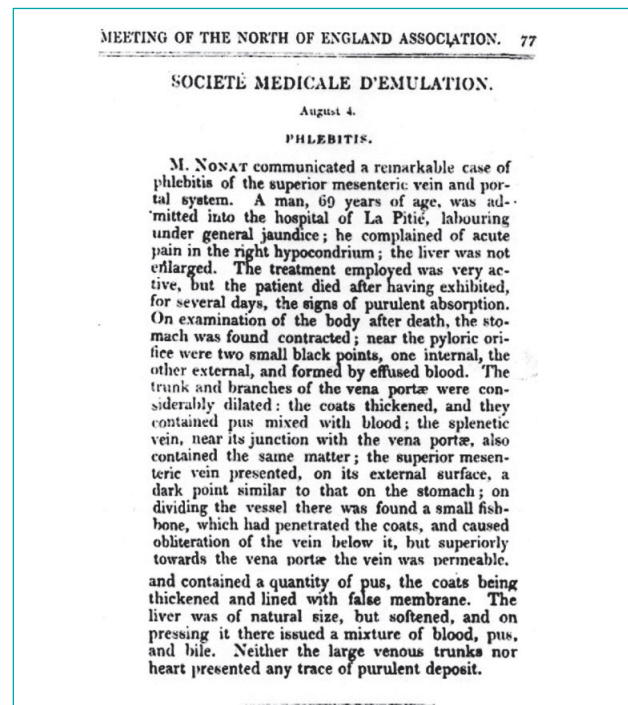 MEETING OF THE NORTH OF ENGLAND ASSOCIATION. 77
SOCIETÉ MEDICALE D'EMULATION.
August 4.
PHLEBITIS.
M. NONAT communicated a remarkable case of
phlebitis of the superior mesenteric vein and por-
tal system. A man, 69 years of age, was ad-
mitted into the hospital of La Pitié, labouring
under general jaundice; he complained of acute
pain in the right hypocondrium; the liver was not
enlarged. The treatment employed was very ac-
tive, but the patient died after having exhibited,
for several days, the signs of purulent absorption.
On examination of the body after death, the sto-
mach was found contracted; near the pyloric ori-
fice were two small black points, one internal, the
other external, and formed by effused blood. The
trunk and branches of the vena portæ were con-
siderably dilated: the coats thickened, and they
contained pus mixed with blood; the splenetic
vein, near its junction with the vena portæ, also
contained the same matter; the superior mesen-
teric vein presented, on its external surface, a
dark point similar to that on the stomach; on
dividing the vessel there was found a small fish-
bone, which had penetrated the coats, and caused
obliteration of the vein below it, but superiorly
towards the vena portæ the vein was permeable,
and contained a quantity of pus, the coats being
thickened and lined with false membrane. The
liver was of natural size, but softened, and on
pressing it there issued a mixture of blood, pus,
and bile. Neither the large venous trunks nor
heart presented any trace of purulent deposit.